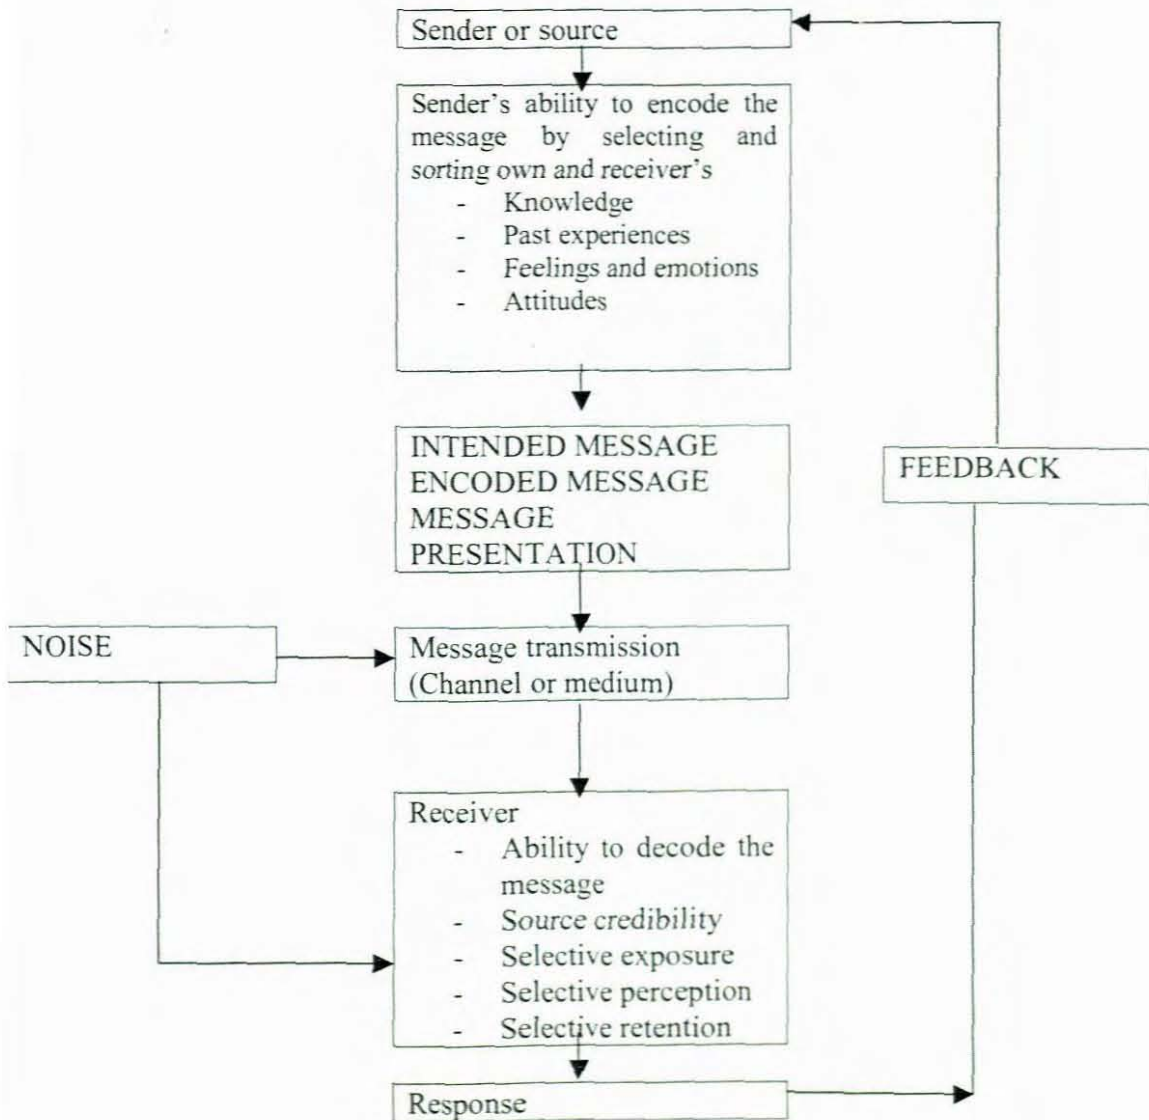 Sender or source
Sender's ability to encode the
message by selecting and
sorting own and receiver's
- Knowledge
- Past experiences
- Feelings and emotions
- Attitudes
INTENDED MESSAGE
ENCODED MESSAGE
MESSAGE
PRESENTATION
FEEDBACK
NOISE
Message transmission
(Channel or medium)
Receiver
- Ability to decode the
message
- Source credibility
- Selective exposure
- Selective perception
- Selective retention
Response